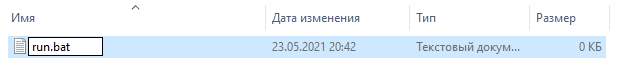 Имя Дата изменения Тип Размер
run.bat 23.05.2021 20:42 Текстовый докум... 0 КБ